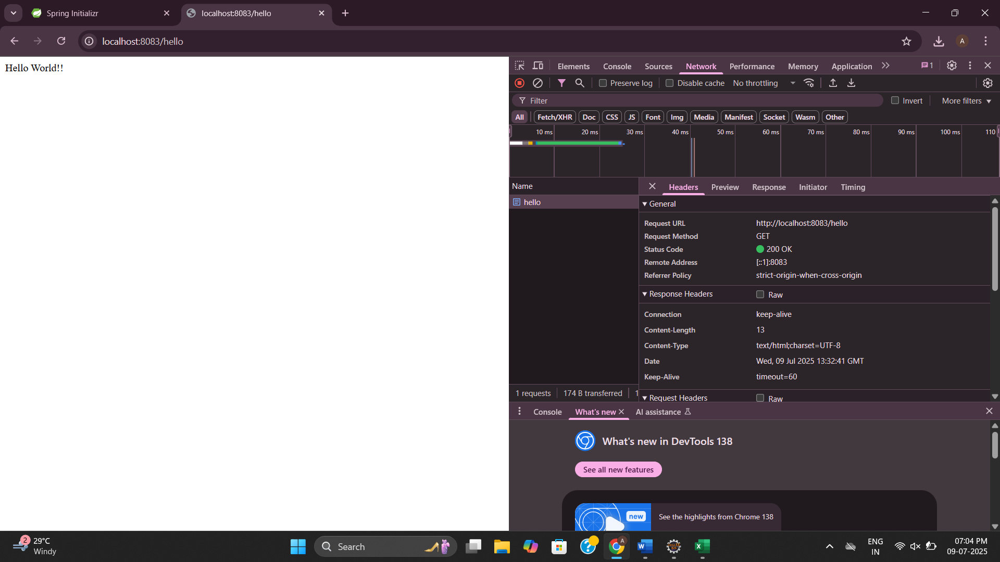 Spring Initializr
localhost:8083/hello
localhost:8083/hello
A
Hello World!!
Elements Console Sources Network Performance Memory Application 1
Preserve log Disable cache No throttling
Filter Invert More filters
All Fetch/XHR Doc CSS JS Font Img Media Manifest Socket Wasm Other
10 ms 20 ms 30 ms 40 ms 50 ms 60 ms 70 ms 80 ms 90 ms 100 ms 110
Name
hello
1 requests 174 B transferred 1
Headers Preview Response Initiator Timing
General
Request URL http://localhost:8083/hello
Request Method GET
Status Code 200 OK
Remote Address [::1]:8083
Referrer Policy strict-origin-when-cross-origin
Response Headers Raw
Connection keep-alive
Content-Length 13
Content-Type text/html;charset=UTF-8
Date Wed, 09 Jul 2025 13:32:41 GMT
Keep-Alive timeout=60
Request Headers Raw
Console What's new AI assistance
What's new in DevTools 138
See all new features
new
See the highlights from Chrome 138
2
29°C
Windy
Search
A
W
X
ENG
IN
07:04 PM
09-07-2025